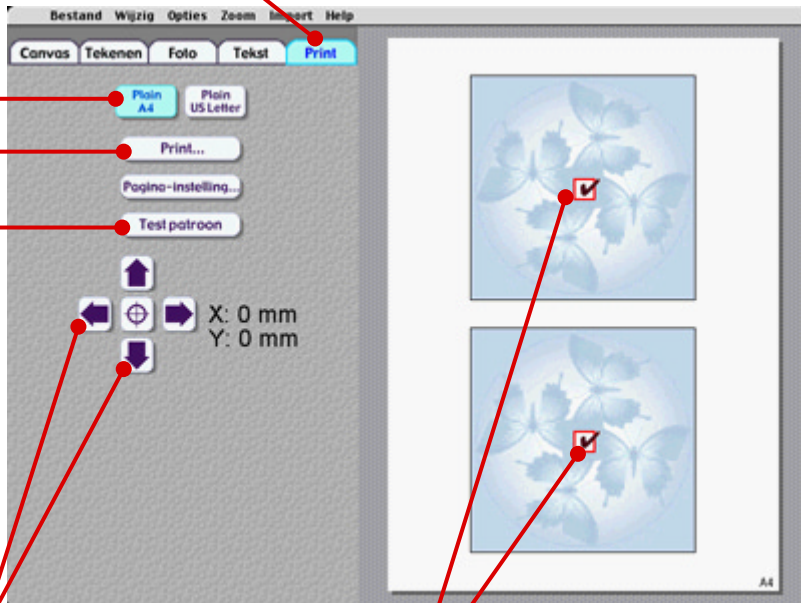 Bestand Wijzig Opties Zoom Import Help
Canvas Tekenen Foto Tekst Print
Plain A4
Plain US Letter
Print...
Pagina-instelling...
Test patroon
X: 0 mm
Y: 0 mm
A4